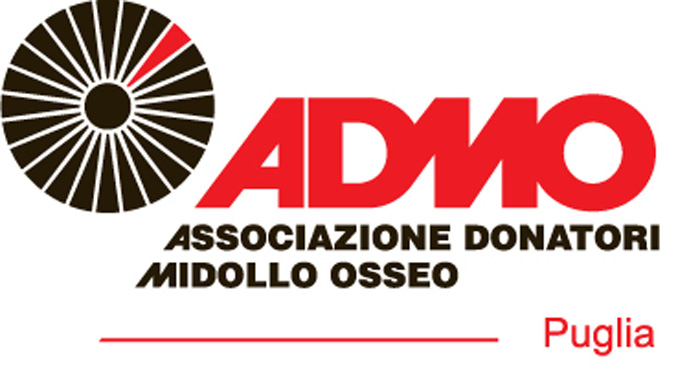 ADMO
ASSOCIAZIONE DONATORI
MIDOLLO OSSEO
Puglia